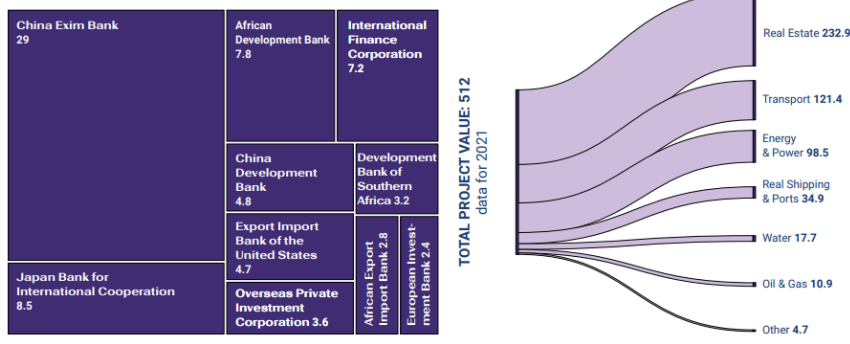 China Exim Bank
29
Japan Bank for
International Cooperation
8.5
African
Development Bank
7.8
International
Finance
Corporation
7.2
China
Development
Bank
4.8
Development
Bank of
Southern
Africa 3.2
Export Import
Bank of the
United States
4.7
Overseas Private
Investment
Corporation 3.6
African Export
Import Bank 2.8
European Invest-
ment Bank 2.4
TOTAL PROJECT VALUE: 512
data for 2021
Real Estate 232.9
Transport 121.4
Energy
& Power 98.5
Real Shipping
& Ports 34.9
Water 17.7
Oil & Gas 10.9
Other 4.7